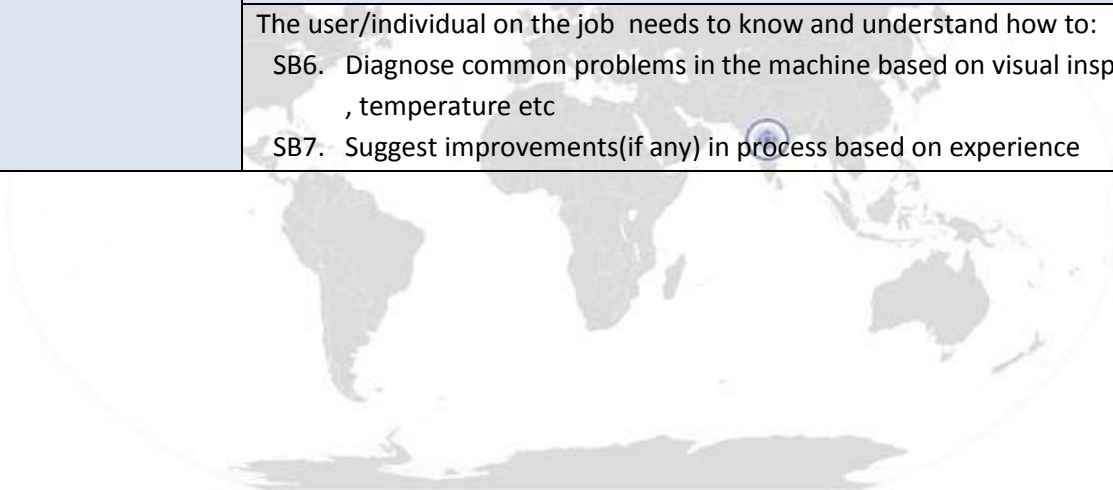 The user/individual on the job needs to know and understand how to:
SB6. Diagnose common problems in the machine based on visual
, temperature etc
SB7. Suggest improvements(if any) in process based on experience